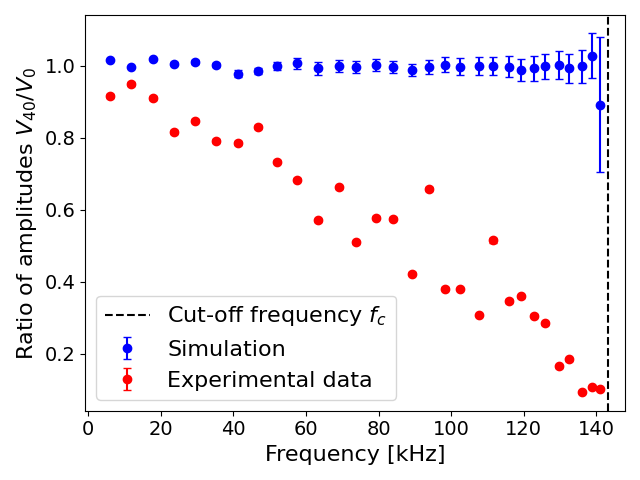 Ratio of amplitudes V₄₀/V₀
1.0
0.8
0.6
0.4
0.2
Cut-off frequency f_c
Simulation
Experimental data
0 20 40 60 80 100 120 140
Frequency [kHz]